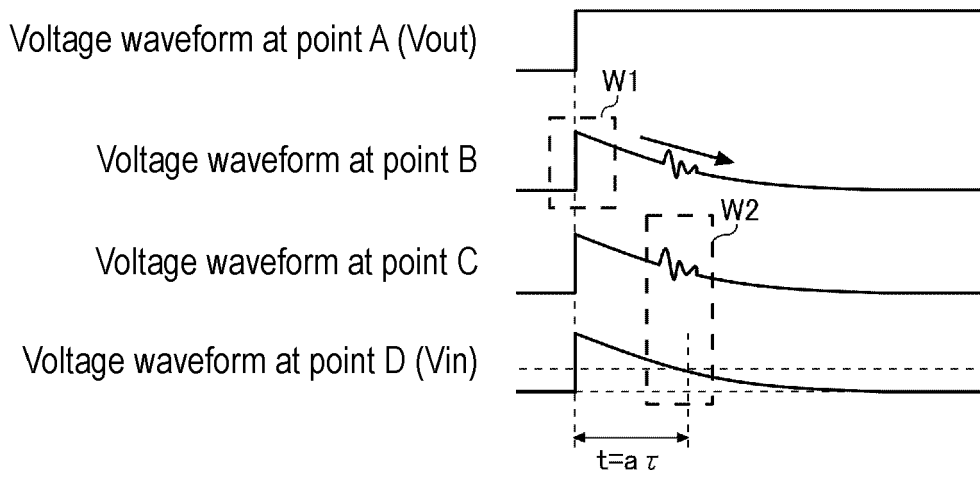 Voltage waveform at point A (Vout)
W1
Voltage waveform at point B
W2
Voltage waveform at point C
Voltage waveform at point D (Vin)
t=a τ